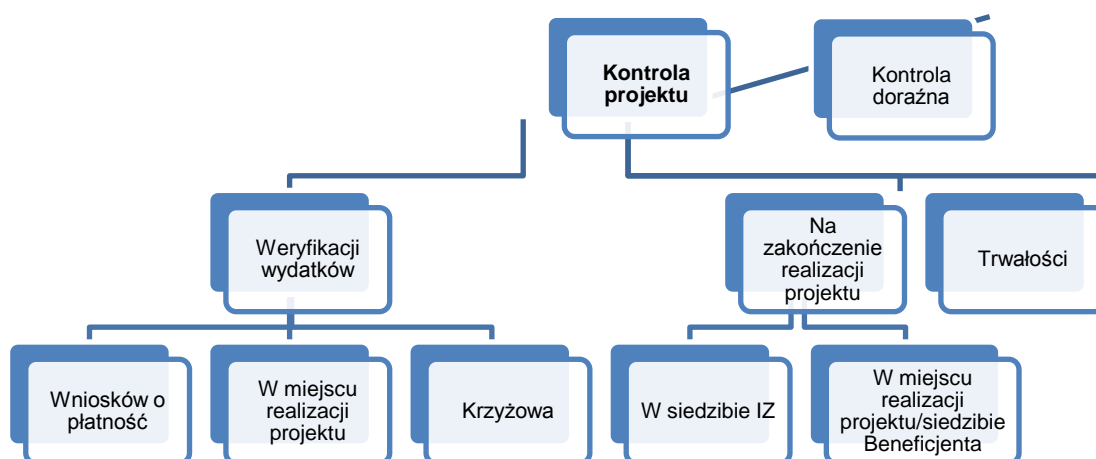 Kontrola
projektu
Kontrola
doraźna
Weryfikacji
wydatków
Na
zakończenie
realizacji
projektu
Trwałości
Wniosków o
płatność
W miejscu
realizacji
projektu
Krzyżowa
W siedzibie IZ
W miejscu
realizacji
projektu/siedzibie
Beneficjenta